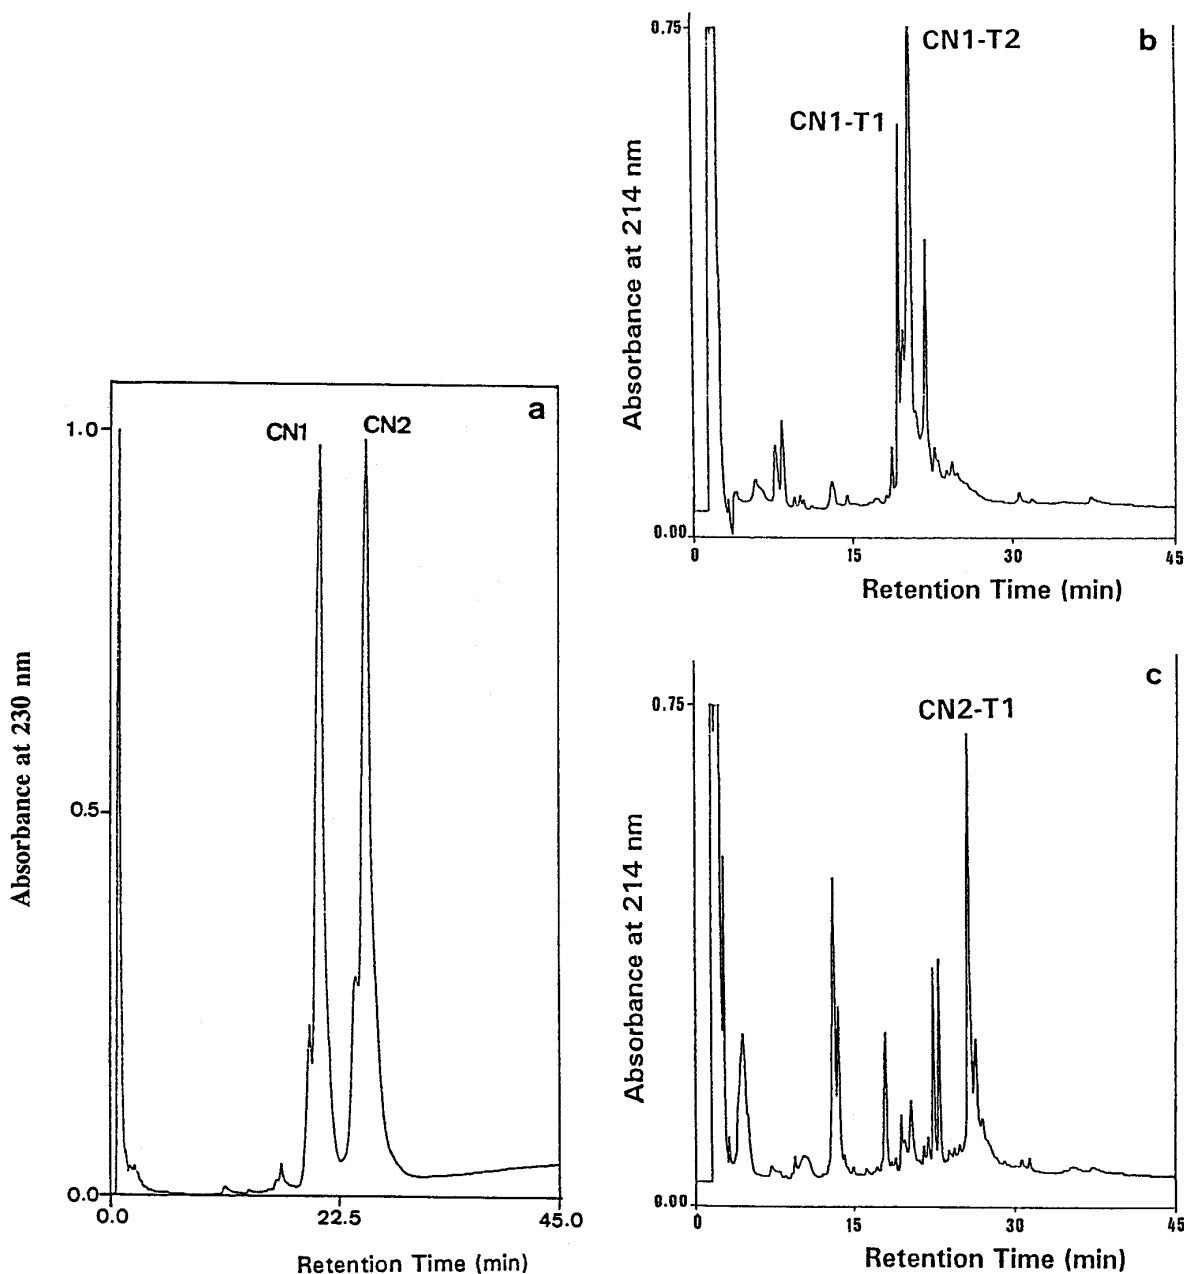 a
CN1
CN2
1.0
0.5
0.0
0.0
22.5
45.0
Absorbance at 230 nm
Retention Time (min)
b
0.75
CN1-T2
CN1-T1
Absorbance at 214 nm
0.00
0
15
30
45
Retention Time (min)
c
0.75
CN2-T1
Absorbance at 214 nm
0.00
0
15
30
45
Retention Time (min)